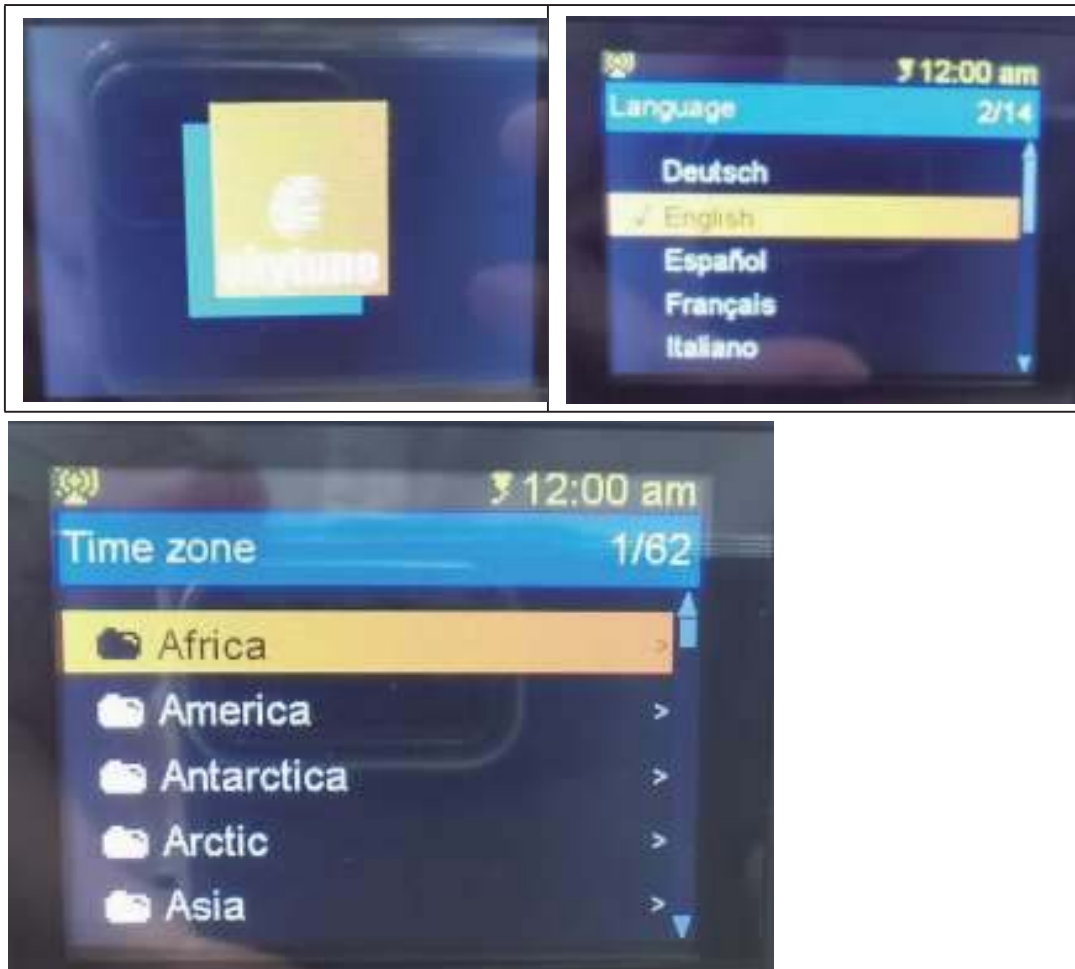 skytune
12:00 am
Language 2/14
Deutsch
✓ English
Español
Français
Italiano
12:00 am
Time zone 1/62
Africa >
America >
Antarctica >
Arctic >
Asia >